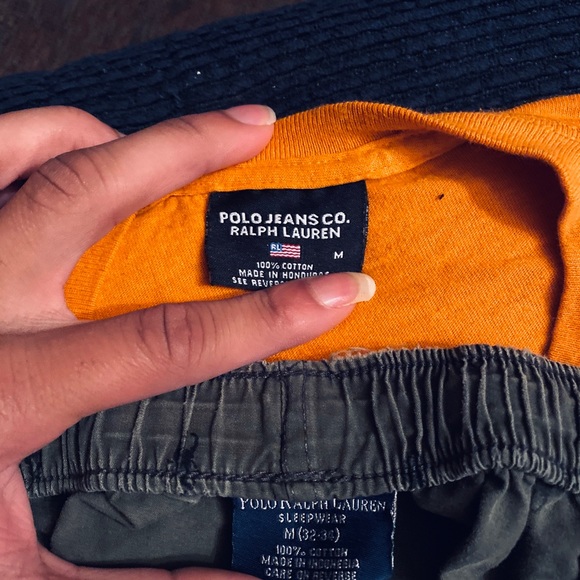 POLO JEANS CO.
RALPH LAUREN
RL
M
100% COTTON
MADE IN HONDURAS
SEE REVERSE
POLO RALPH LAUREN
SLEEPWEAR
M (32-36)
100% COTTON
MADE IN INDONESIA
CARE ON REVERSE